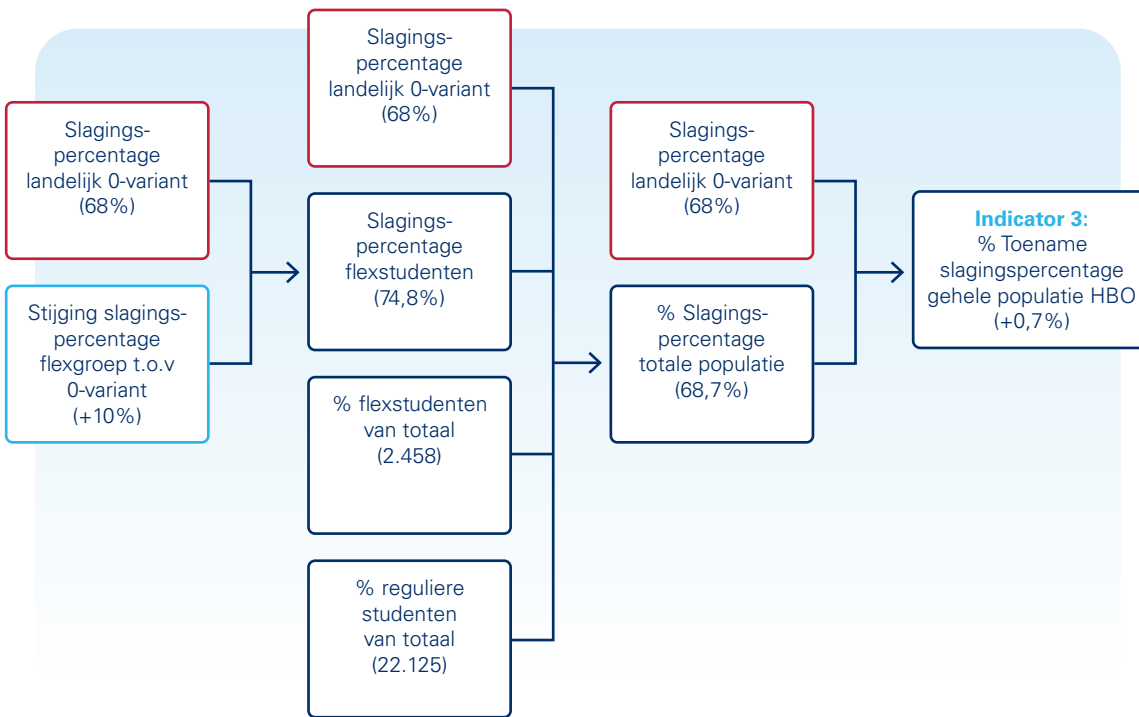 Slagings-
percentage
landelijk 0-variant
(68%)
Stijging slagings-
percentage
flexgroep t.o.v
0-variant
(+10%)
Slagings-
percentage
landelijk 0-variant
(68%)
Slagings-
percentage
flexstudenten
(74,8%)
% flexstudenten
van totaal
(2.458)
% reguliere
studenten
van totaal
(22.125)
Slagings-
percentage
landelijk 0-variant
(68%)
% Slagings-
percentage
totale populatie
(68,7%)
Indicator 3:
% Toename
slagingspercentage
gehele populatie HBO
(+0,7%)